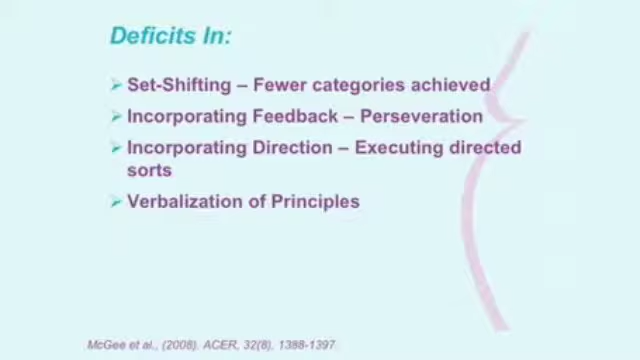 Deficits In:
Set-Shifting – Fewer categories achieved
Incorporating Feedback – Perseveration
Incorporating Direction – Executing directed
sorts
Verbalization of Principles
McGee et al., (2008). ACER, 32(8), 1388-1397.